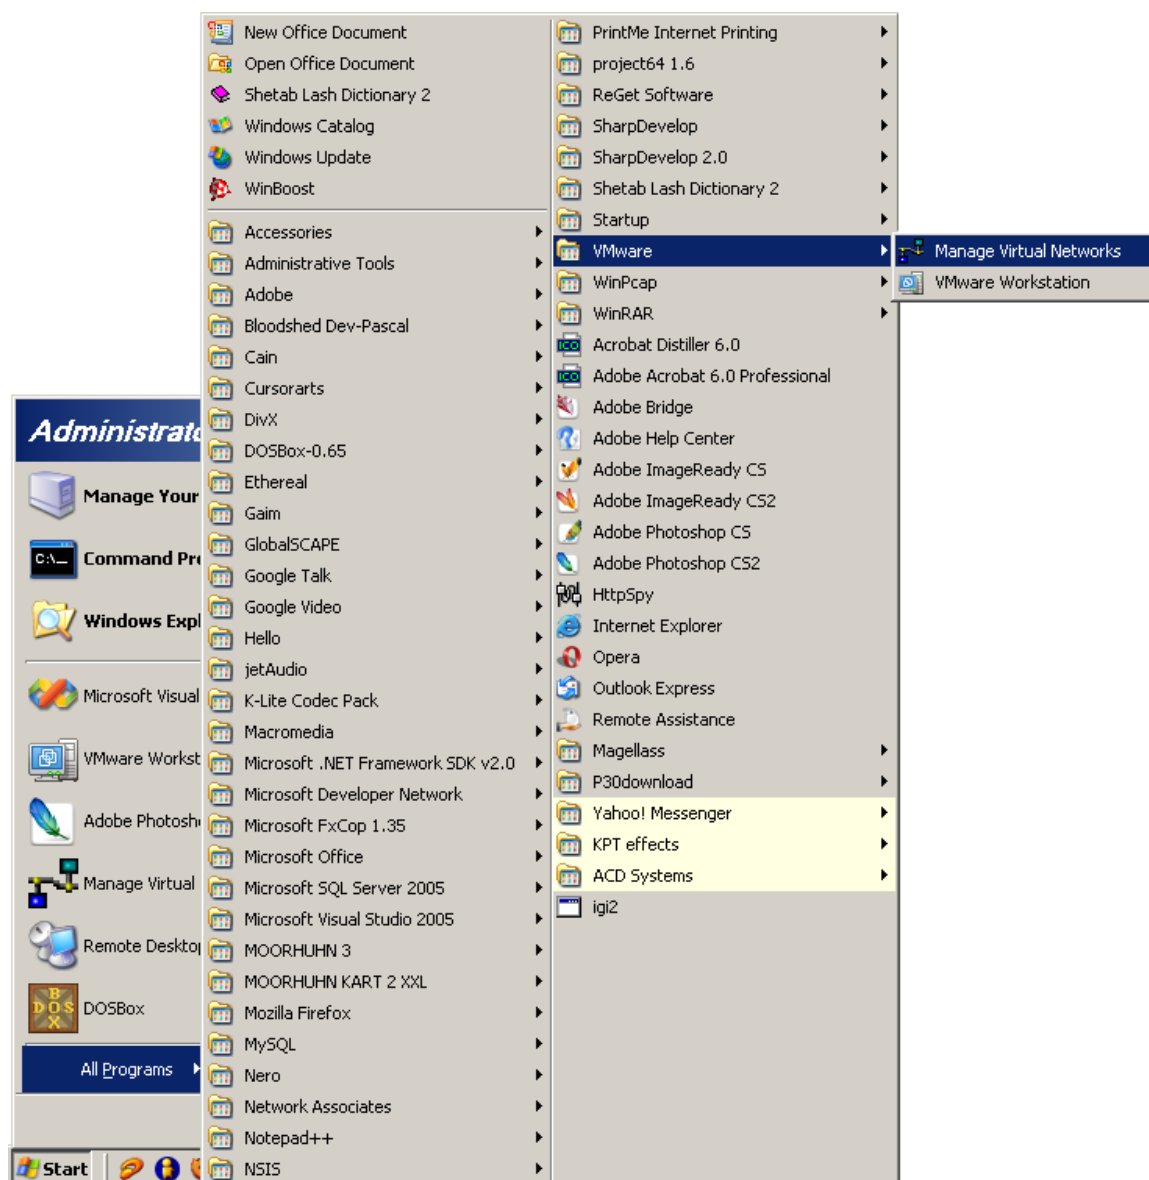 New Office Document
Open Office Document
Shetab Lash Dictionary 2
Windows Catalog
Windows Update
WinBoost
Accessories
Administrative Tools
Adobe
Bloodshed Dev-Pascal
Cain
Cursorarts
DivX
DOSBox-0.65
Ethereal
Gaim
GlobalSCAPE
Google Talk
Google Video
Hello
jetAudio
K-Lite Codec Pack
Macromedia
Microsoft .NET Framework SDK v2.0
Microsoft Developer Network
Microsoft FxCop 1.35
Microsoft Office
Microsoft SQL Server 2005
Microsoft Visual Studio 2005
MOORHUHN 3
MOORHUHN KART 2 XXL
Mozilla Firefox
MySQL
Nero
Network Associates
Notepad++
NSIS
PrintMe Internet Printing
project64 1.6
ReGet Software
SharpDevelop
SharpDevelop 2.0
Shetab Lash Dictionary 2
Startup
VMware
WinPcap
WinRAR
Acrobat Distiller 6.0
Adobe Acrobat 6.0 Professional
Adobe Bridge
Adobe Help Center
Adobe ImageReady CS
Adobe ImageReady CS2
Adobe Photoshop CS
Adobe Photoshop CS2
HttpSpy
Internet Explorer
Opera
Outlook Express
Remote Assistance
Magellass
P30download
Yahoo! Messenger
KPT effects
ACD Systems
igi2
Manage Virtual Networks
VMware Workstation
Administrato
Manage Your
C:\_
Command Pro
Windows Expl
Microsoft Visual
VMware Workst
Adobe Photosh
Manage Virtual
Remote Desktop
DOSBox
All Programs
Start